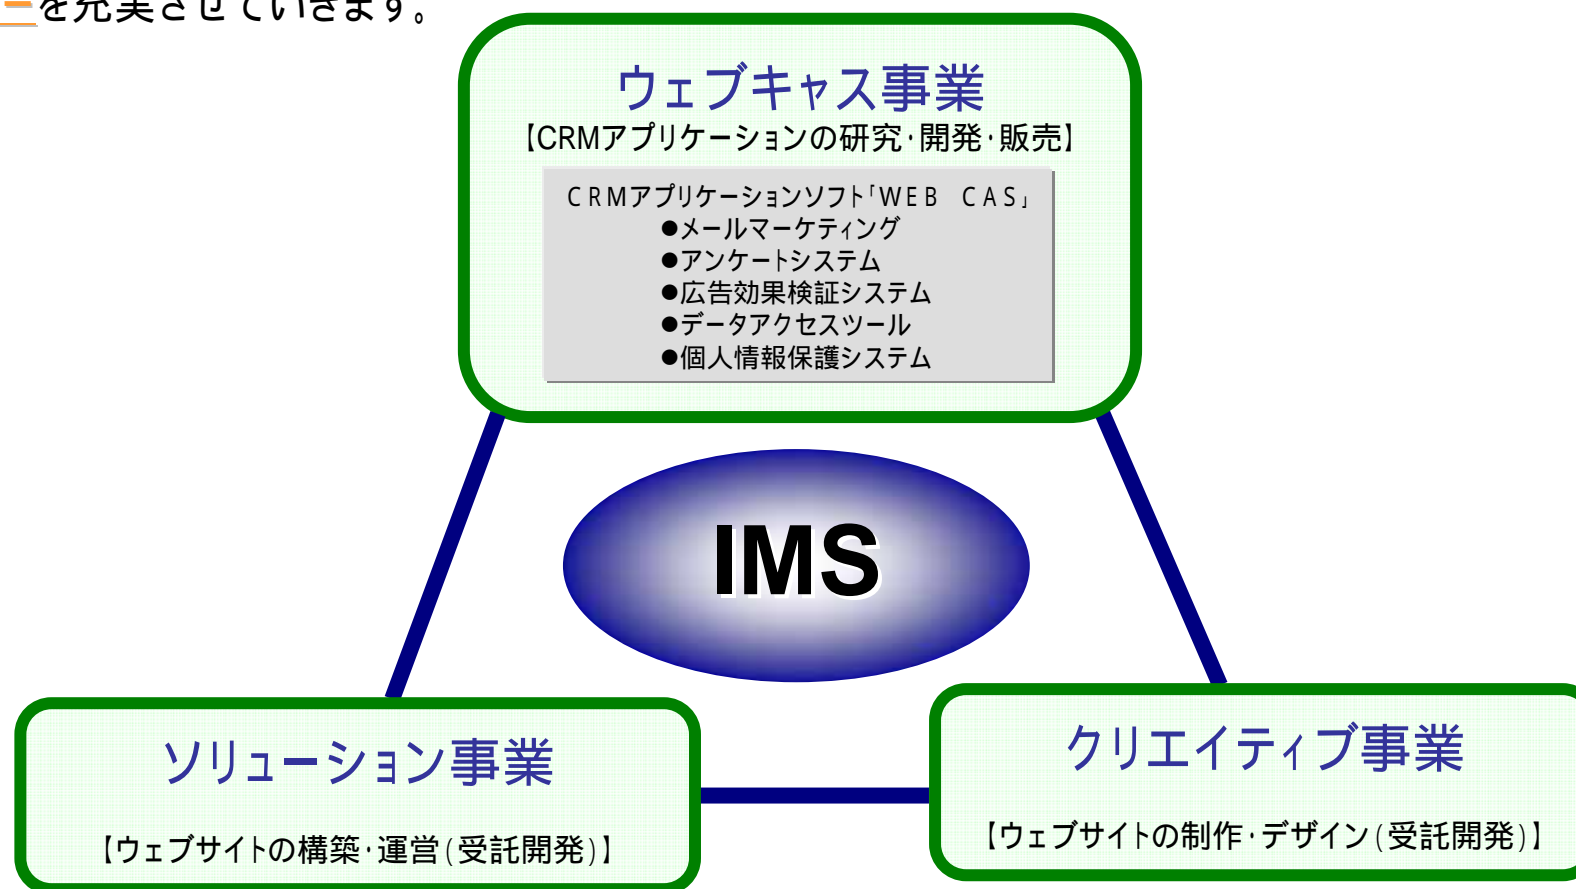 を充実させていきます。
ウェブキャス事業
【CRMアプリケーションの研究・開発・販売】
CRMアプリケーションソフト「WEB CAS」
●メールマーケティング
●アンケートシステム
●広告効果検証システム
●データアクセスツール
●個人情報保護システム
IMS
ソリューション事業
【ウェブサイトの構築・運営(受託開発)】
クリエイティブ事業
【ウェブサイトの制作・デザイン(受託開発)】